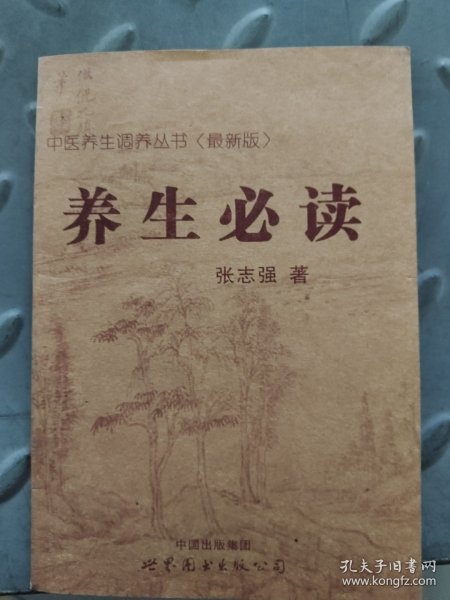 中医养生调养丛书〈最新版〉
养生必读
张志强 著
中国出版集团
世界图书出版公司
孔夫子旧书网
www.kongfz.com